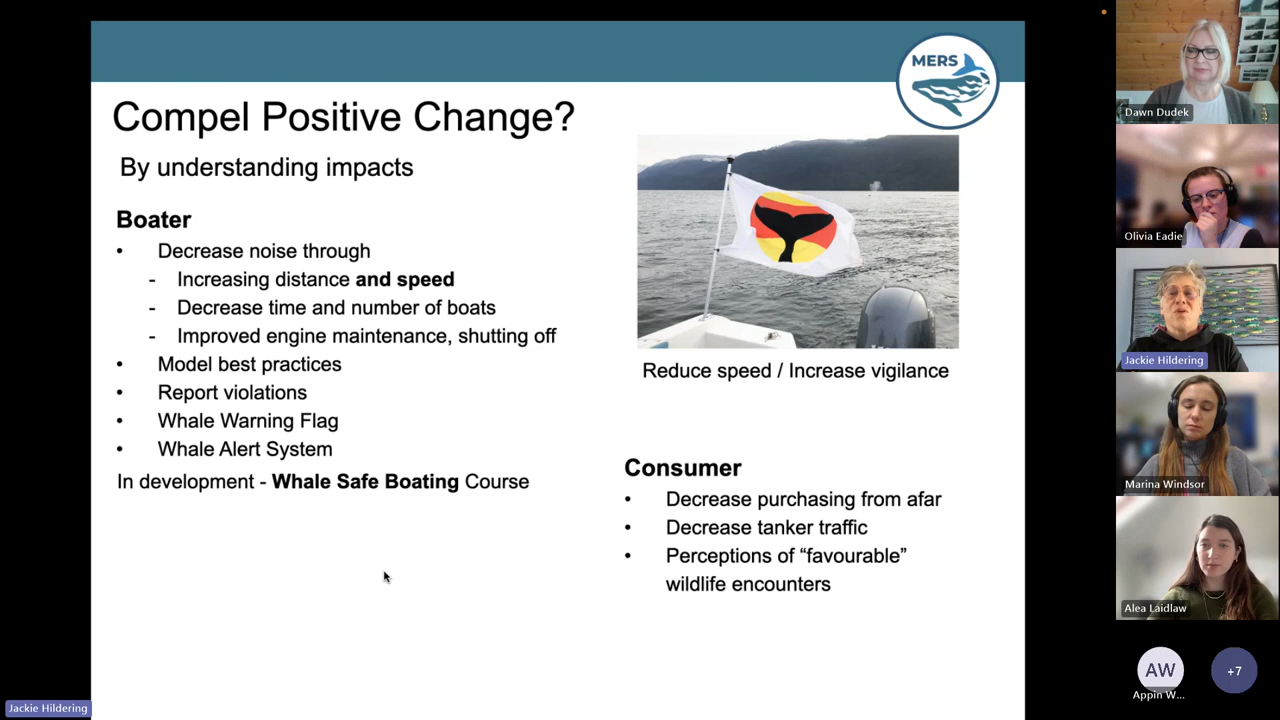 MERS
Compel Positive Change?
By understanding impacts
Boater
• Decrease noise through
- Increasing distance and speed
- Decrease time and number of boats
- Improved engine maintenance, shutting off
• Model best practices
• Report violations
• Whale Warning Flag
• Whale Alert System
In development - Whale Safe Boating Course
Reduce speed / Increase vigilance
Consumer
• Decrease purchasing from afar
• Decrease tanker traffic
• Perceptions of “favourable”
wildlife encounters
Dawn Dudek
Olivia Eadie
Jackie Hildering
Marina Windsor
Alea Laidlaw
AW
Appin W...
+7
Jackie Hildering